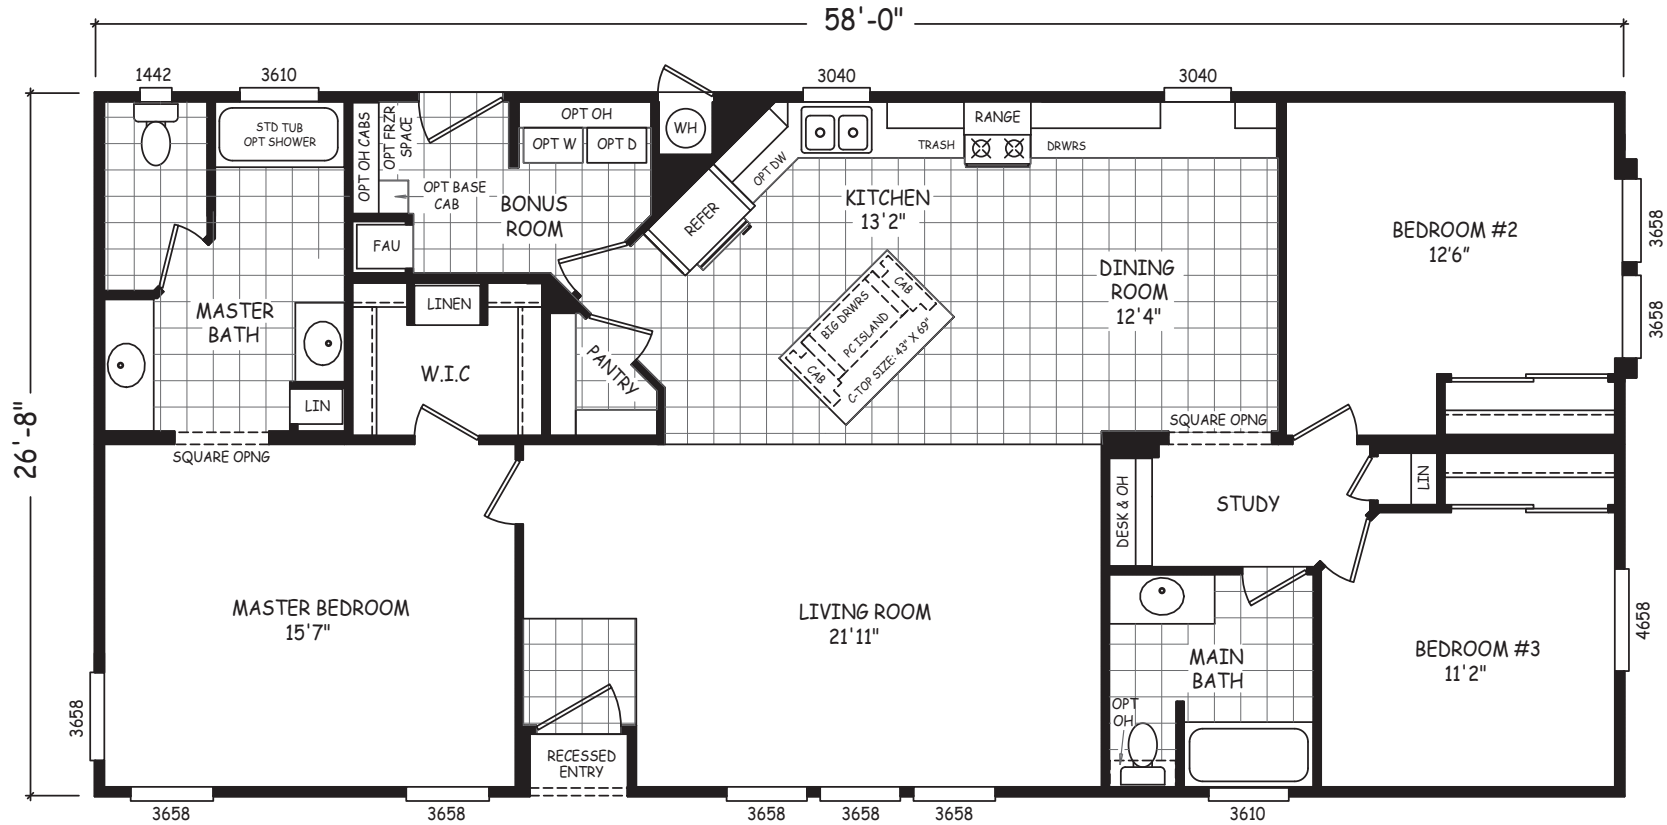 58'-0"
1442
3610
3040
3040
STD TUB
OPT SHOWER
OPT OH CABS
OPT FRZR
SPACE
OPT OH
OPT W
OPT D
WH
OPT BASE
CAB
BONUS
ROOM
FAU
OPT DW
REFER
TRASH
RANGE
DRWRS
KITCHEN
13'2"
DINING
ROOM
12'4"
CAB
BIG DRWRS
PC ISLAND
CAB
C-TOP SIZE: 43" X 69"
BEDROOM #2
12'6"
3658
3658
26'-8"
MASTER
BATH
LINEN
W.I.C
LIN
PANTRY
SQUARE OPNG
SQUARE OPNG
DESK & OH
STUDY
LIN
MASTER BEDROOM
15'7"
LIVING ROOM
21'11"
MAIN
BATH
OPT
OH
BEDROOM #3
11'2"
4658
3658
RECESSED
ENTRY
3658
3658
3658
3658
3658
3610